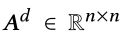 A^d ∈ ℝ^{n×n}